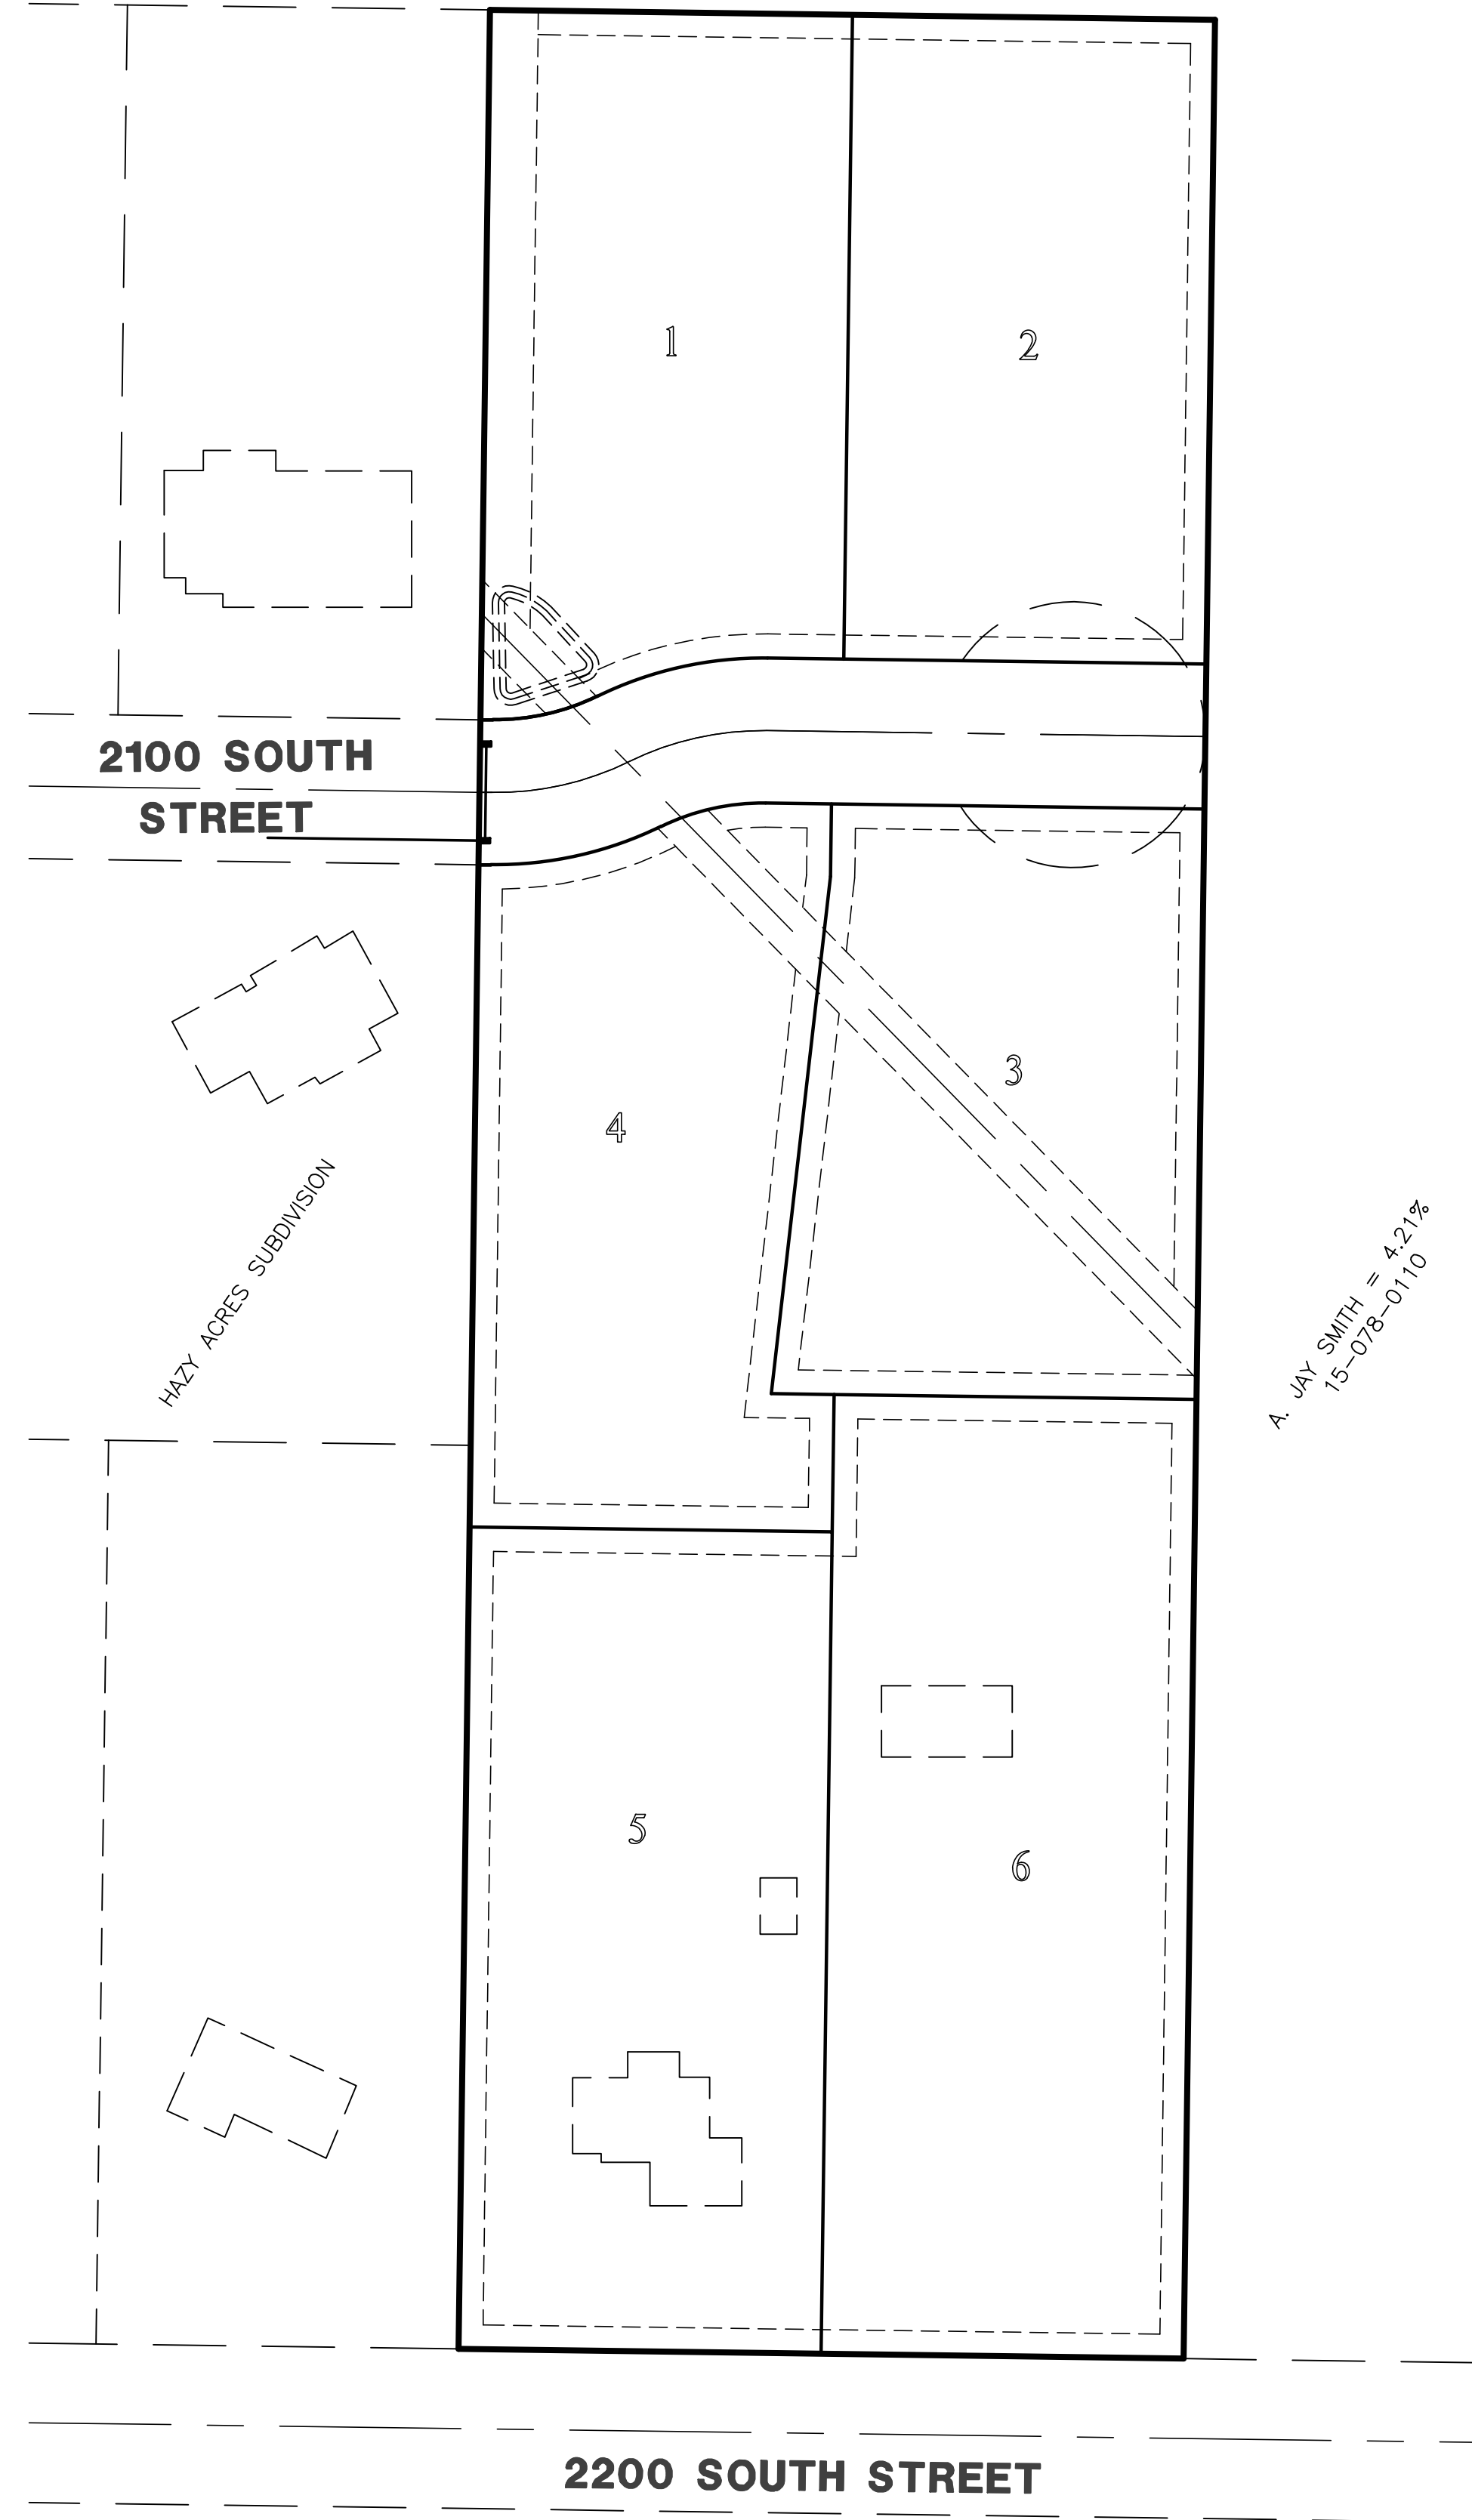 1
2
2100 SOUTH
STREET
3
4
HAZY ACRES SUBDIVISION
A. JAY SMITH = 4.21%
15-078-0110
5
6
2200 SOUTH STREET